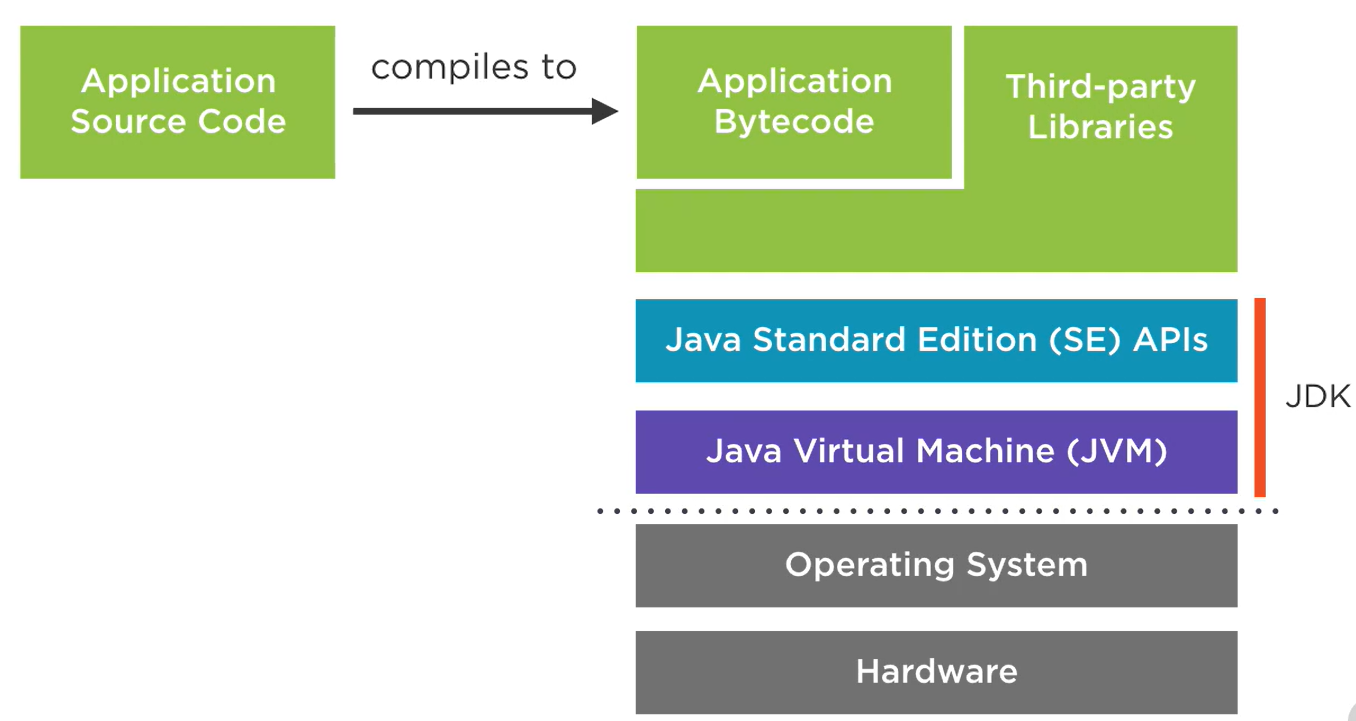 Application
Source Code
compiles to
Application
Bytecode
Third-party
Libraries
Java Standard Edition (SE) APIs
JDK
Java Virtual Machine (JVM)
Operating System
Hardware